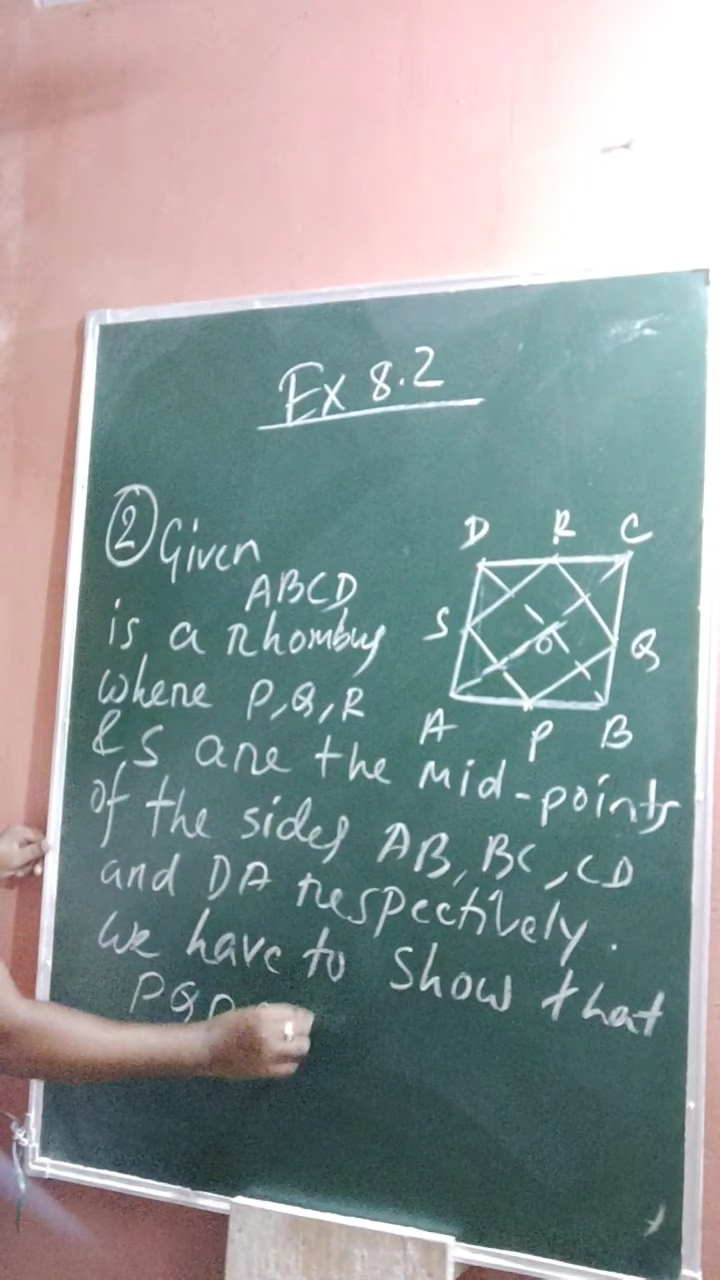 Ex 8.2
② Given
ABCD
is a rhombus
where P, Q, R
& S are the mid-points
of the sides AB, BC, CD
and DA respectively.
We have to show that
PQR
D R C
S O Q
A P B